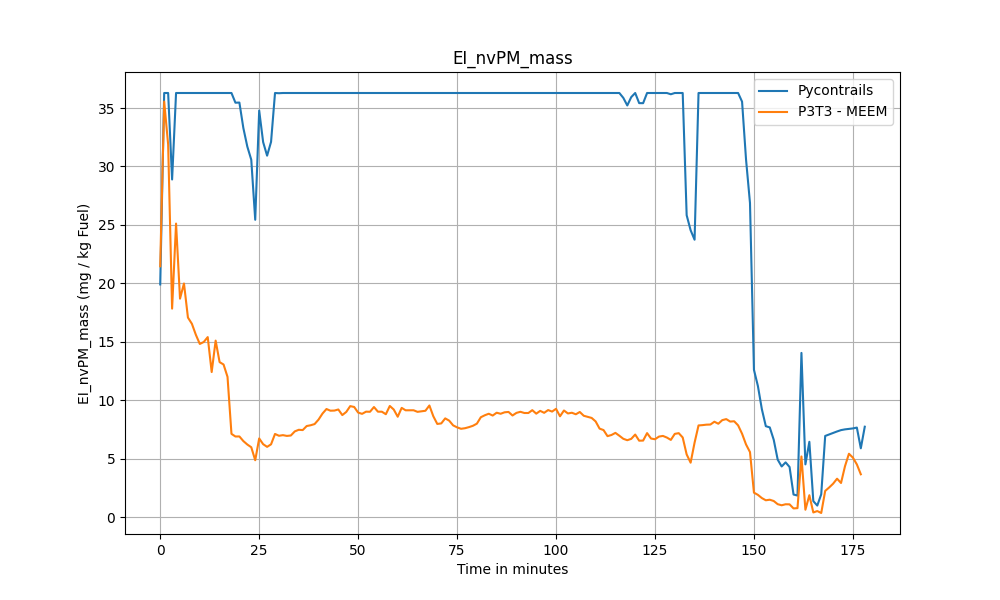 EI_nvPM_mass
Pycontrails
P3T3 - MEEM
EI_nvPM_mass (mg / kg Fuel)
35
30
25
20
15
10
5
0
0 25 50 75 100 125 150 175
Time in minutes